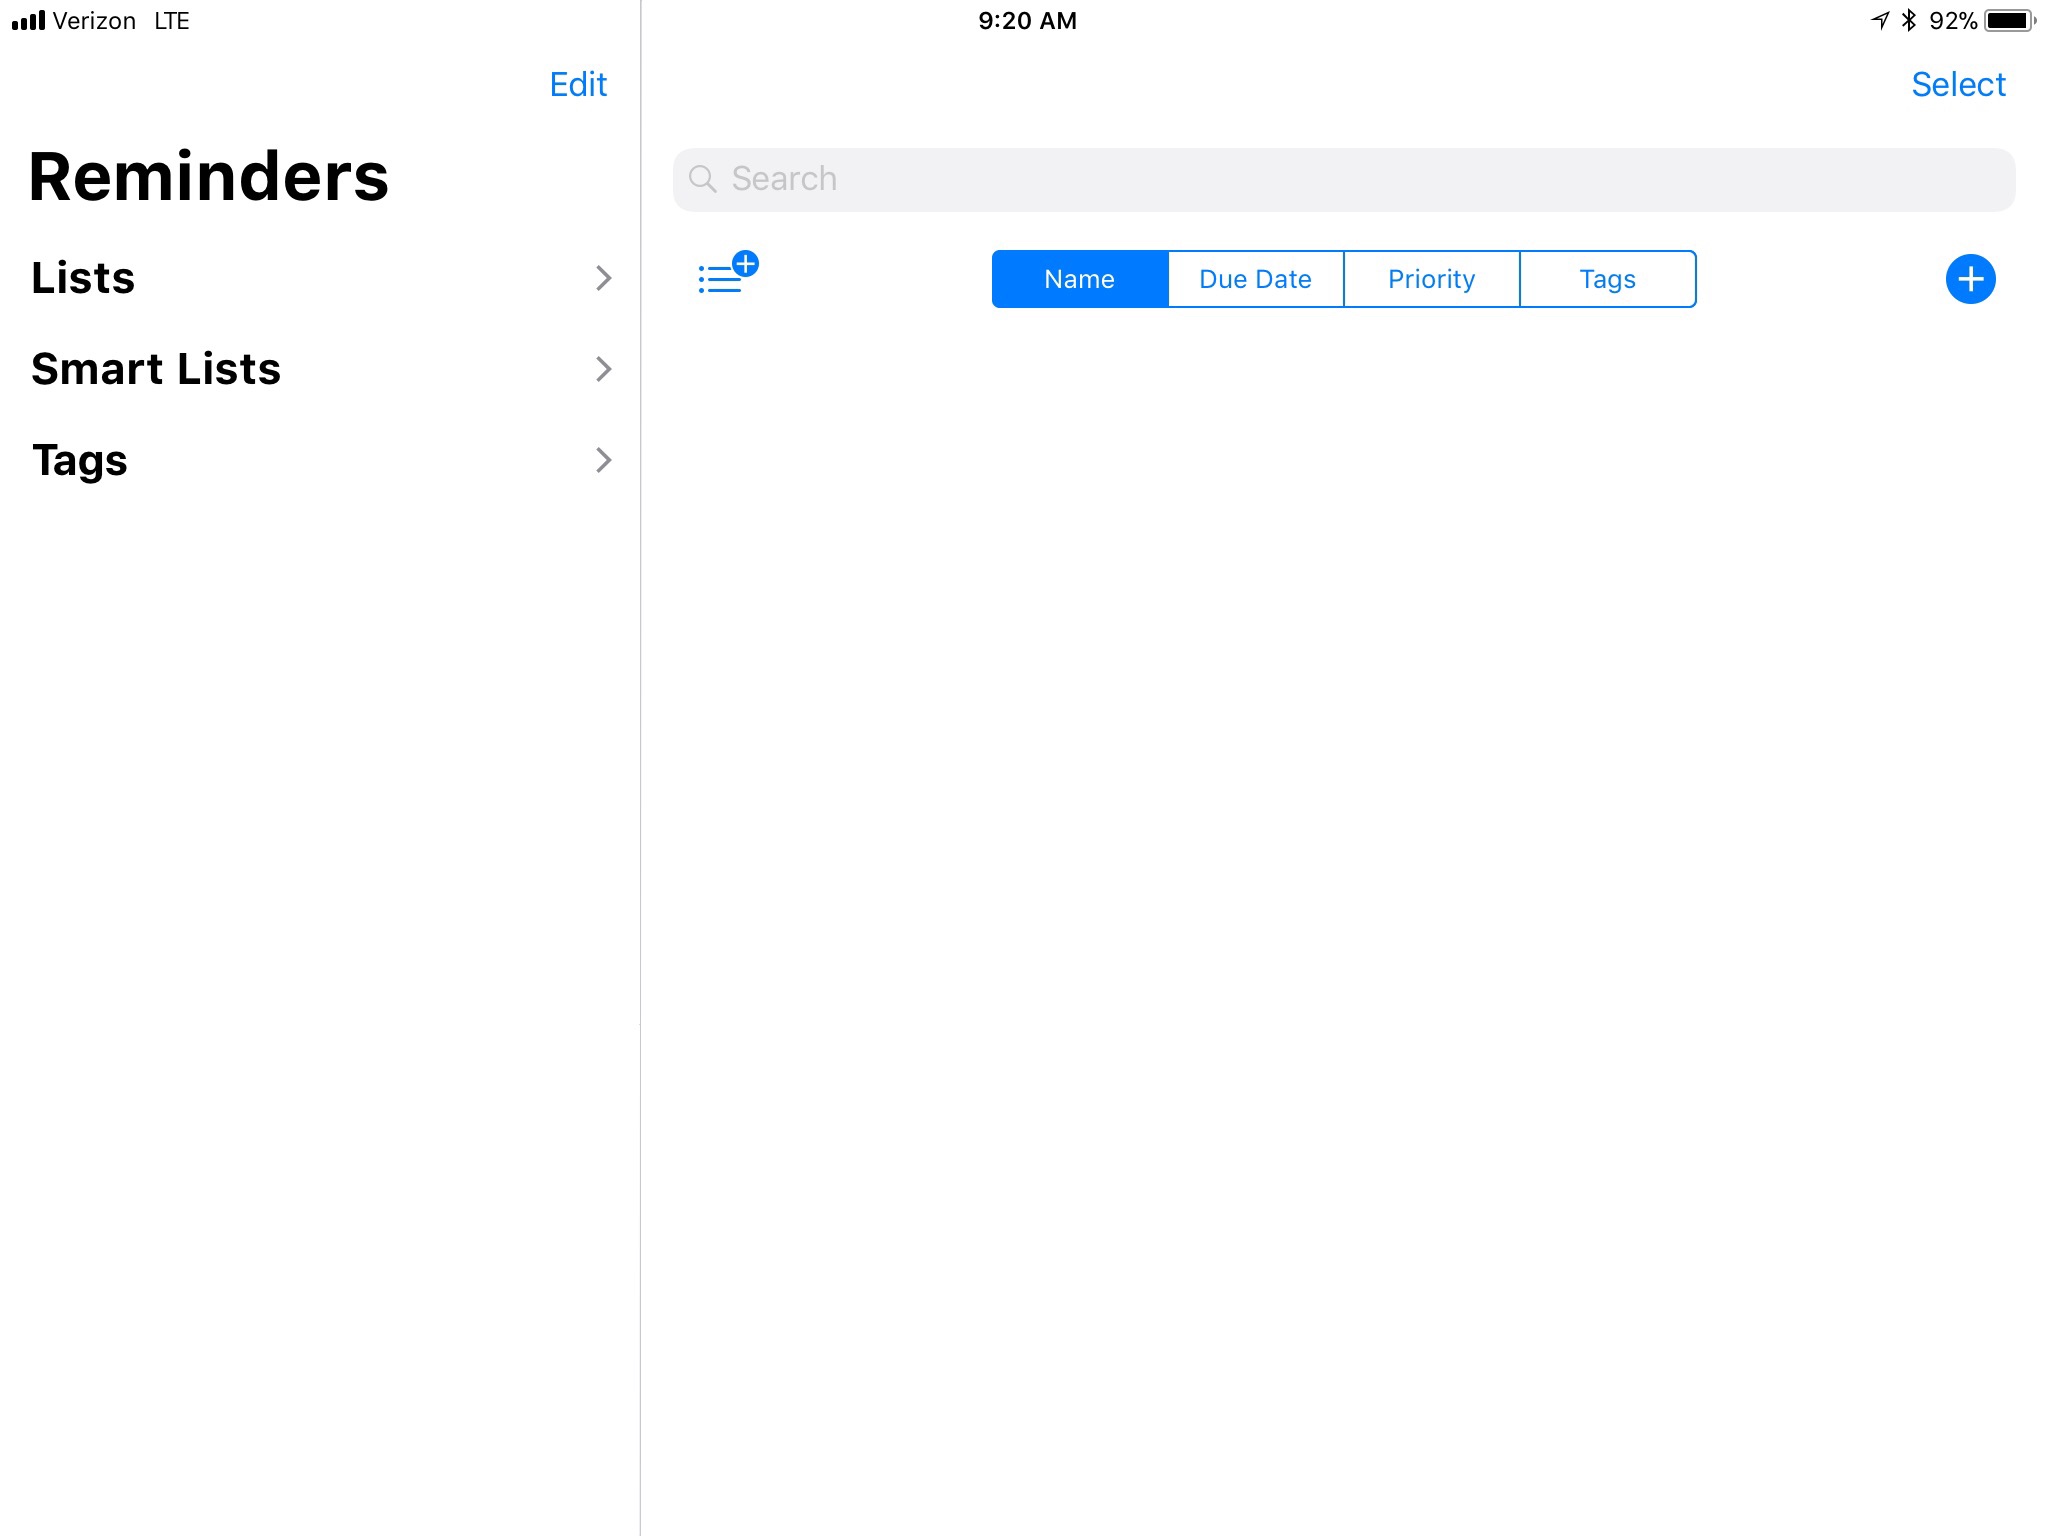 Verizon LTE
9:20 AM
92%
Edit
Select
Reminders
Search
Lists
Smart Lists
Tags
Name
Due Date
Priority
Tags